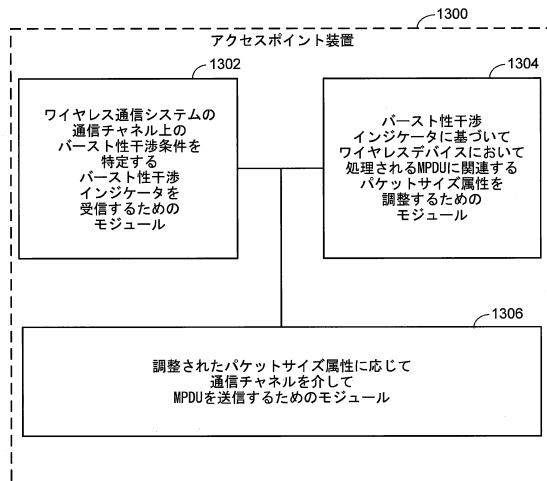 1300
アクセスポイント装置
1302
ワイヤレス通信システムの
通信チャネル上の
バースト性干渉条件を
特定する
バースト性干渉
インジケータを
受信するための
モジュール
1304
バースト性干渉
インジケータに基づいて
ワイヤレスデバイスにおいて
処理されるMPDUに関連する
パケットサイズ属性を
調整するための
モジュール
1306
調整されたパケットサイズ属性に応じて
通信チャネルを介して
MPDUを送信するためのモジュール